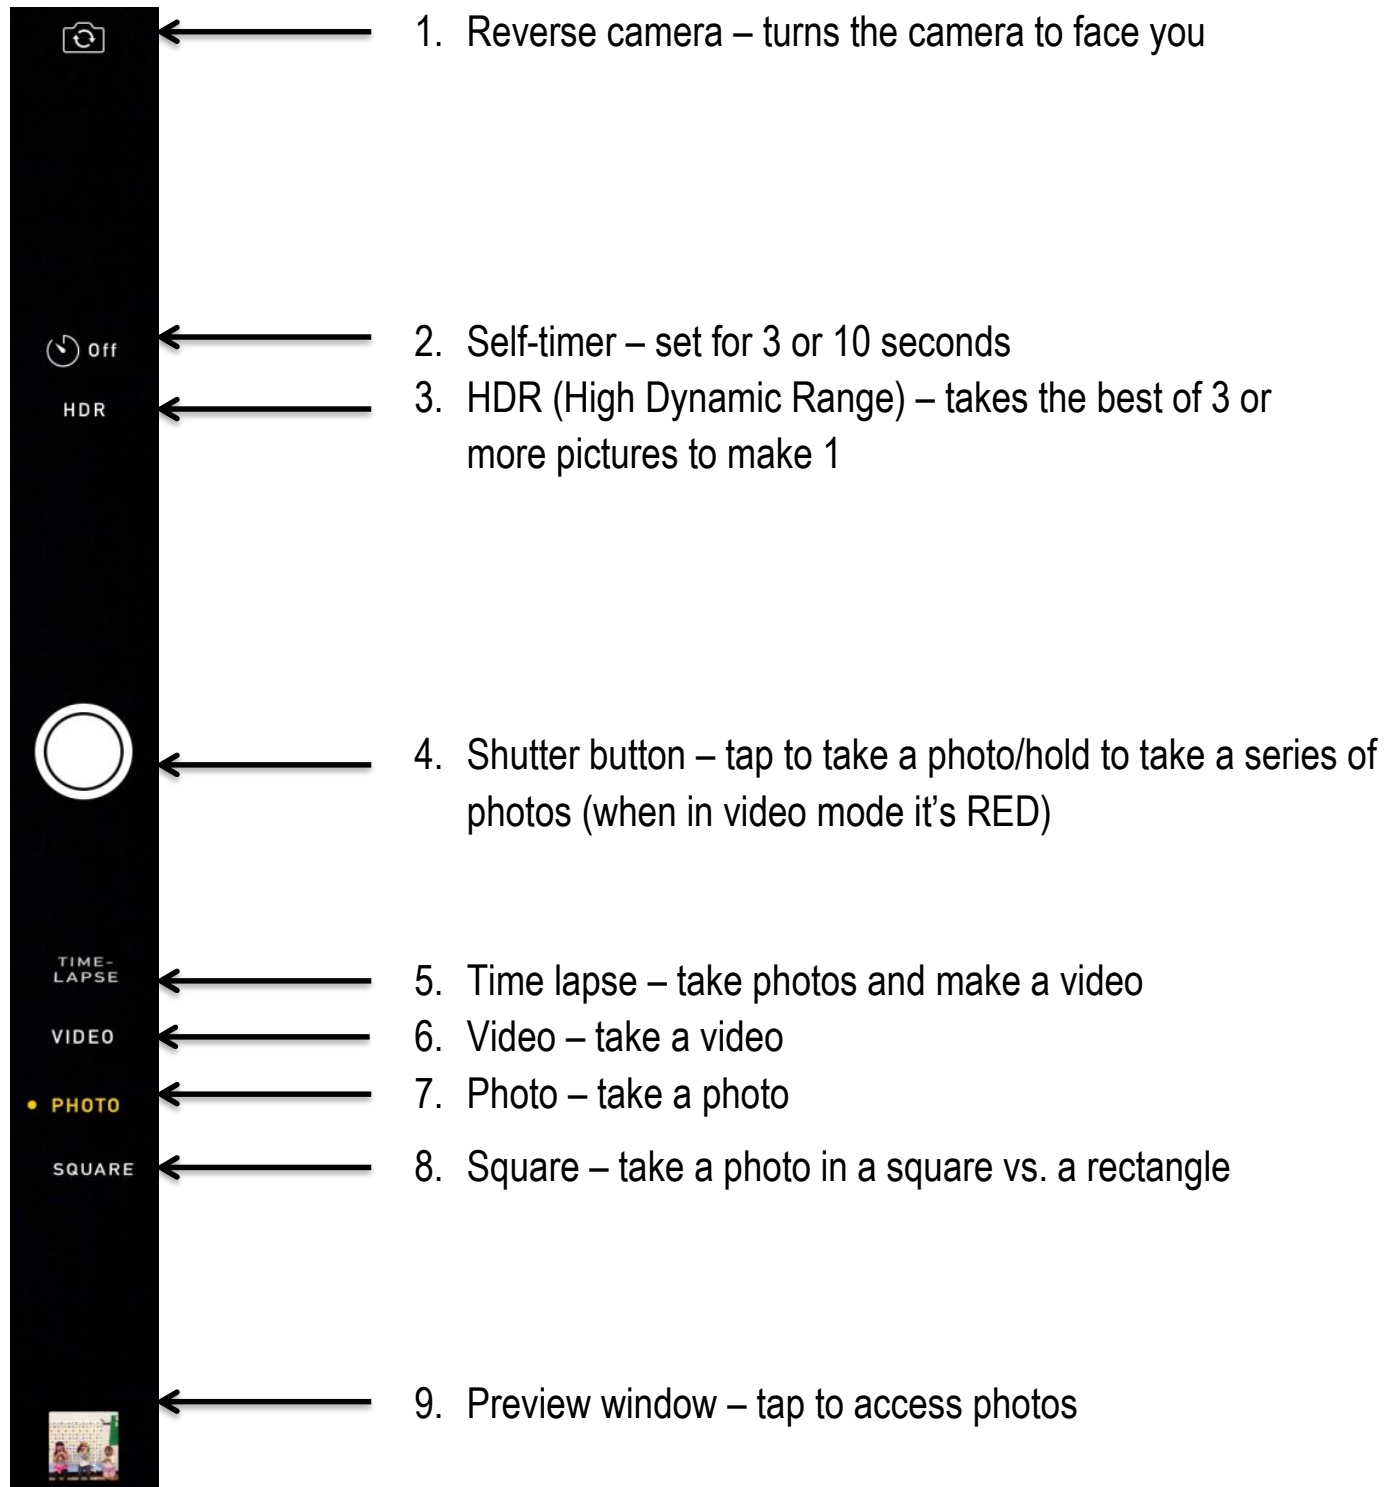 1. Reverse camera – turns the camera to face you
Off
2. Self-timer – set for 3 or 10 seconds
HDR
3. HDR (High Dynamic Range) – takes the best of 3 or
more pictures to make 1
4. Shutter button – tap to take a photo/hold to take a series of
photos (when in video mode it’s RED)
TIME-
LAPSE
5. Time lapse – take photos and make a video
VIDEO
6. Video – take a video
PHOTO
7. Photo – take a photo
SQUARE
8. Square – take a photo in a square vs. a rectangle
9. Preview window – tap to access photos